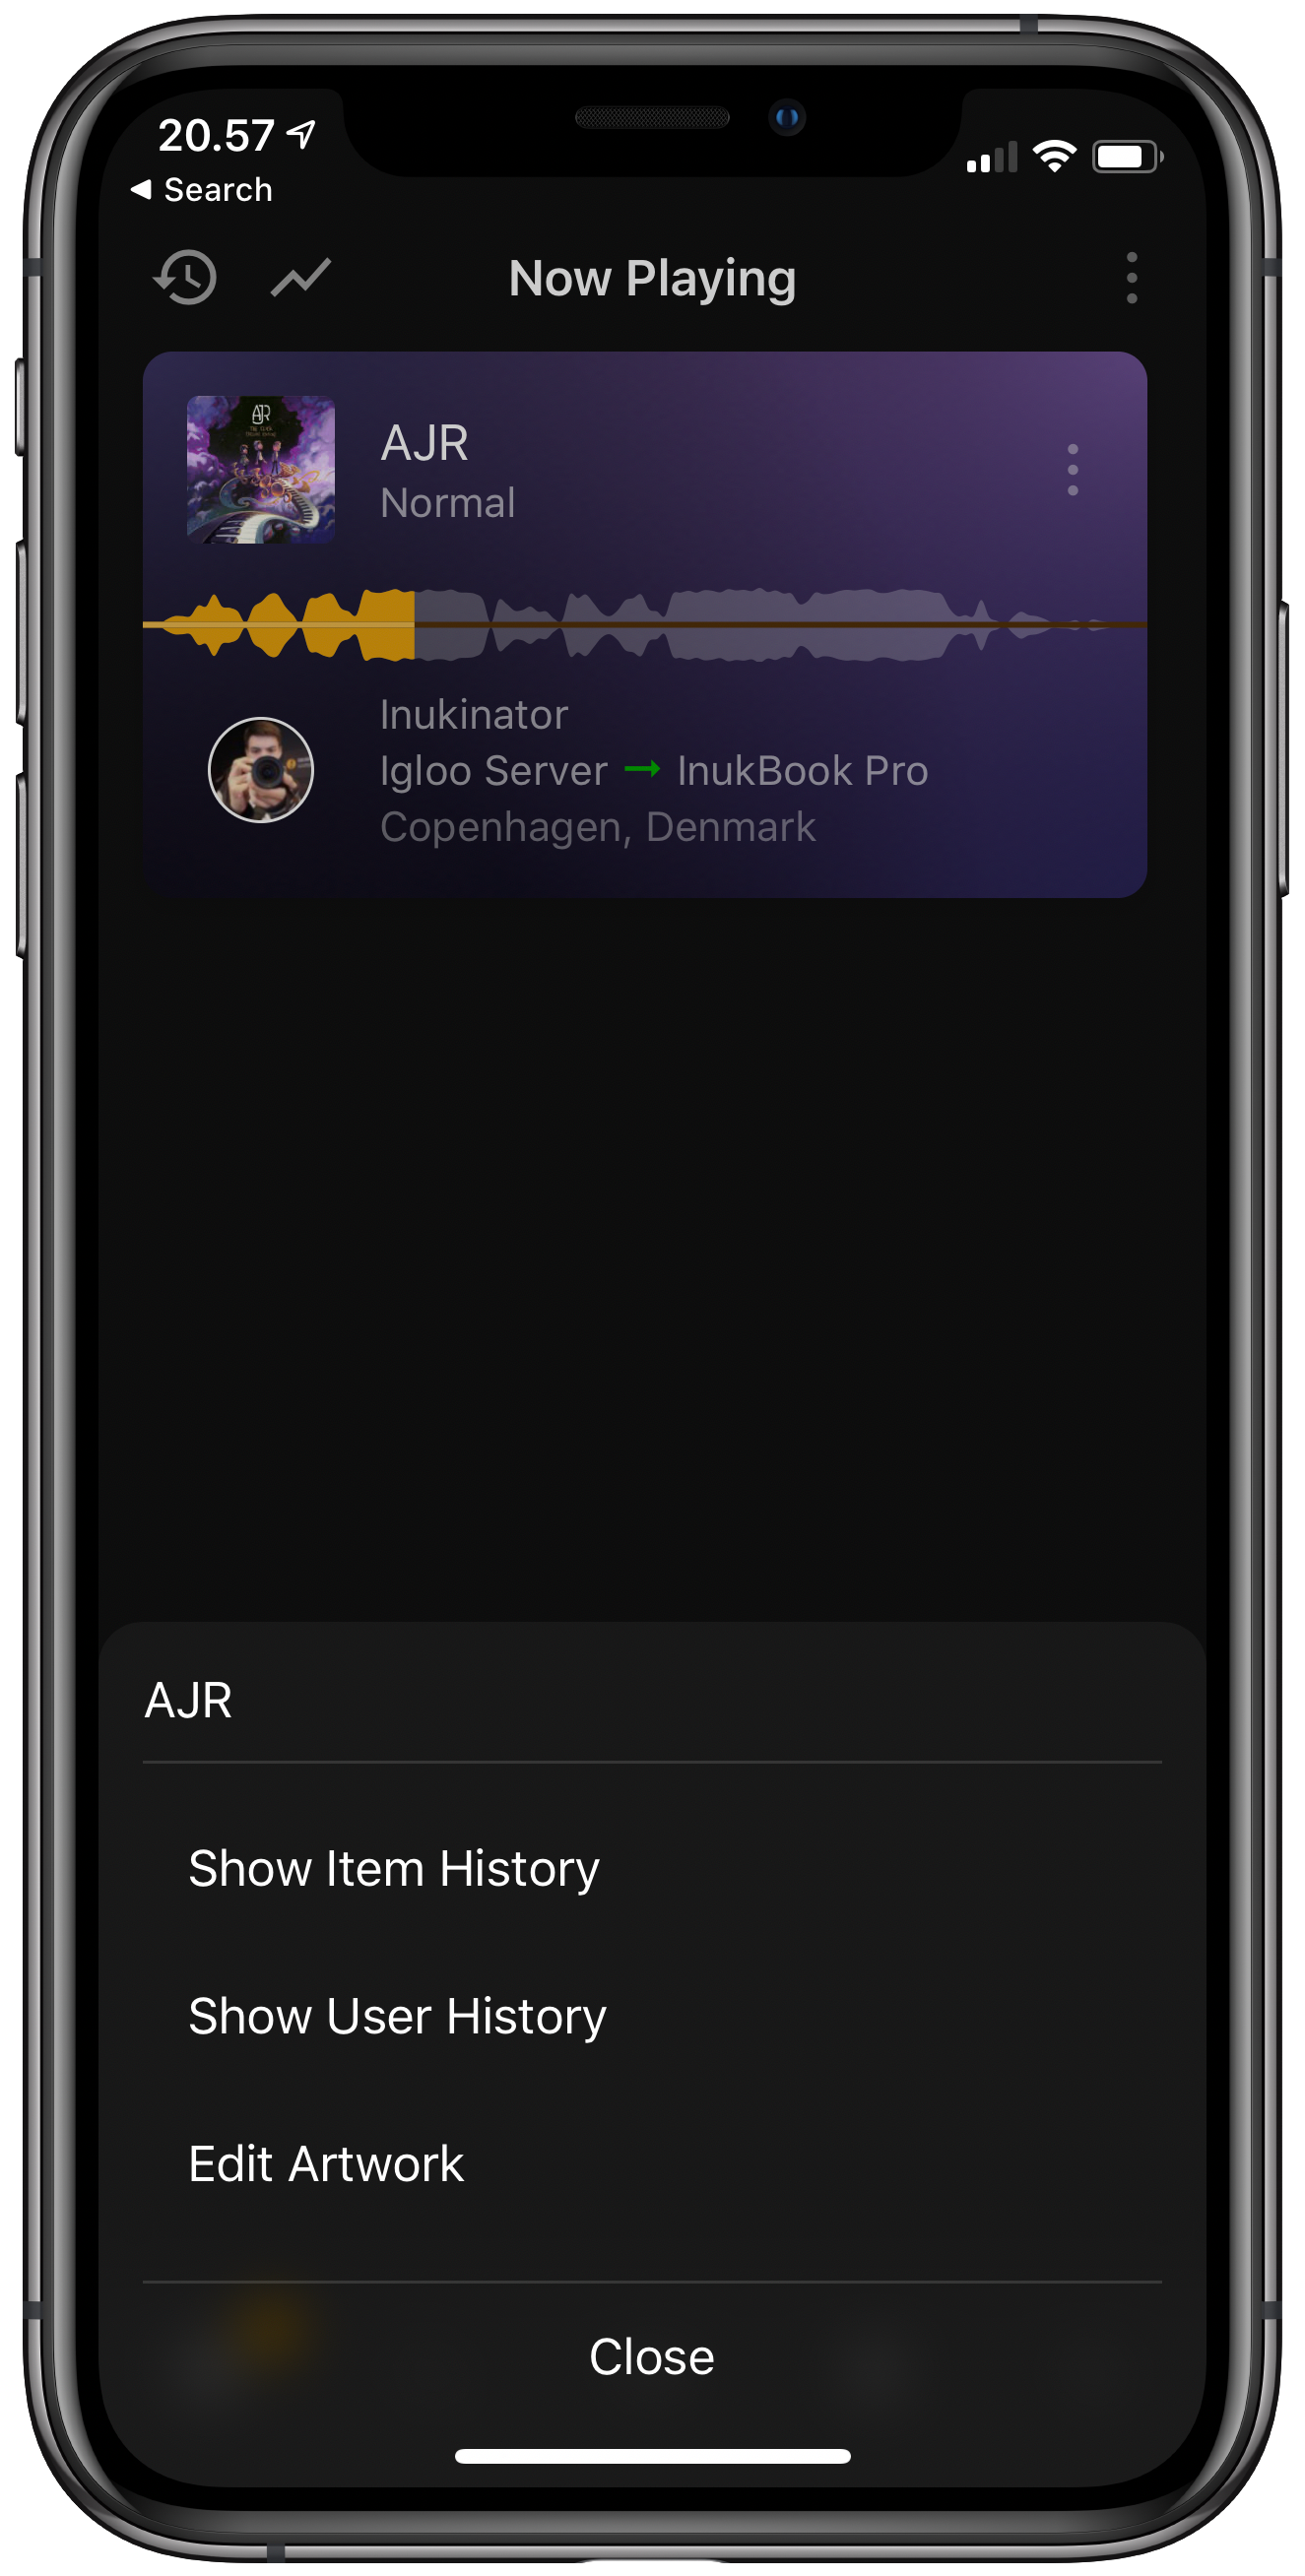 20.57
Search
Now Playing
AJR
AJR
Normal
Inukinator
Igloo Server → InukBook Pro
Copenhagen, Denmark
AJR
Show Item History
Show User History
Edit Artwork
Close